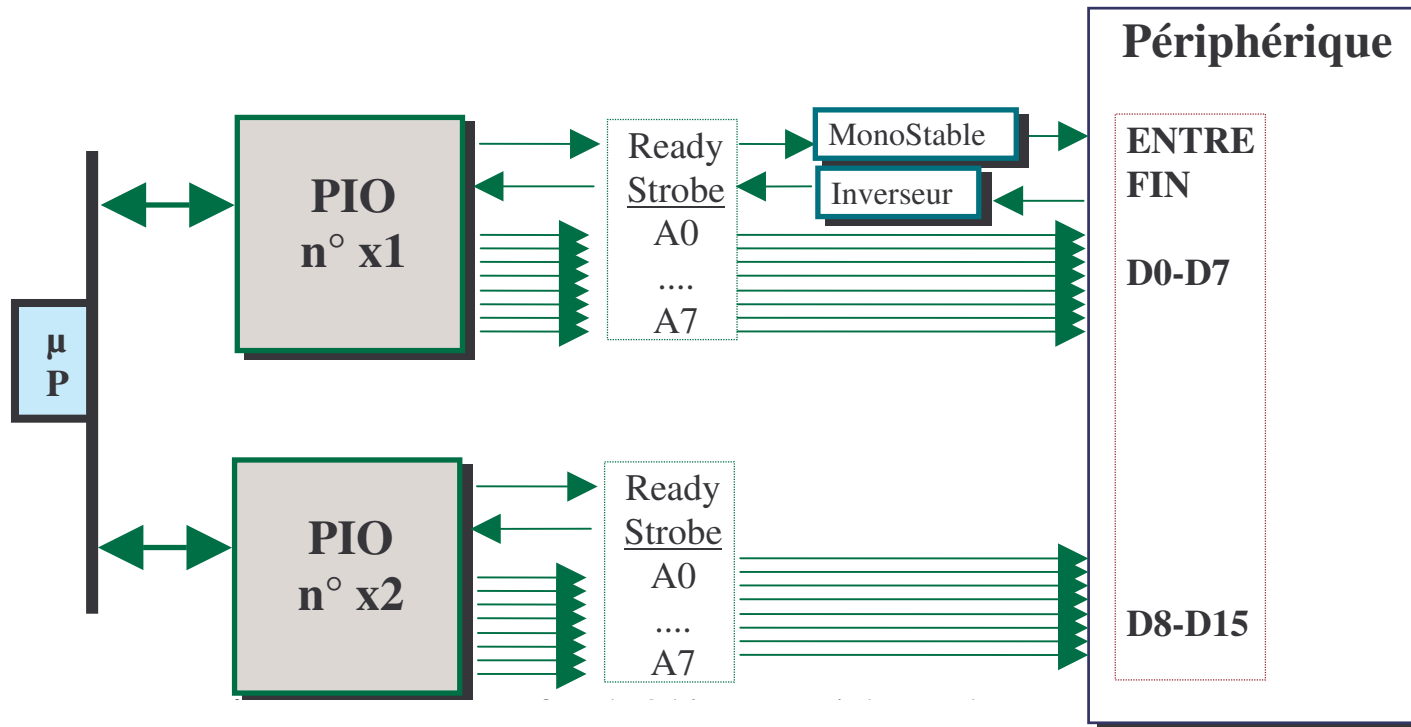 Périphérique
PIO
n° x1
Ready
Strobe
A0
....
A7
MonoStable
Inverseur
ENTRE
FIN
D0-D7
µ
P
PIO
n° x2
Ready
Strobe
A0
....
A7
D8-D15